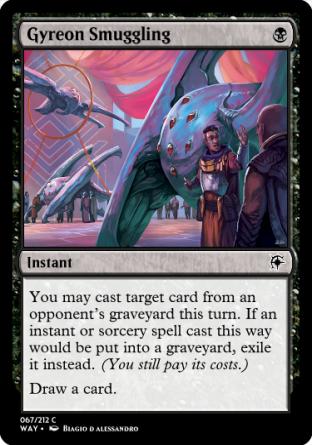 Gyreon Smuggling
Instant
You may cast target card from an
opponent's graveyard this turn. If an
instant or sorcery spell cast this way
would be put into a graveyard, exile
it instead. (You still pay its costs.)
Draw a card.
067/212 C
WAY • Biagio d Alessandro